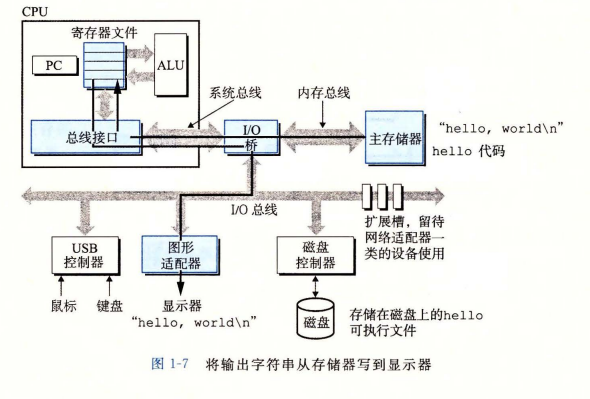 CPU
寄存器文件
PC
ALU
系统总线
内存总线
总线接口
I/O
桥
主存储器
"hello, world\n"
hello 代码
I/O 总线
扩展槽，留待
网络适配器一
类的设备使用
USB
控制器
图形
适配器
磁盘
控制器
鼠标
键盘
显示器
"hello, world\n"
磁盘
存储在磁盘上的hello
可执行文件
图 1-7 将输出字符串从存储器写到显示器